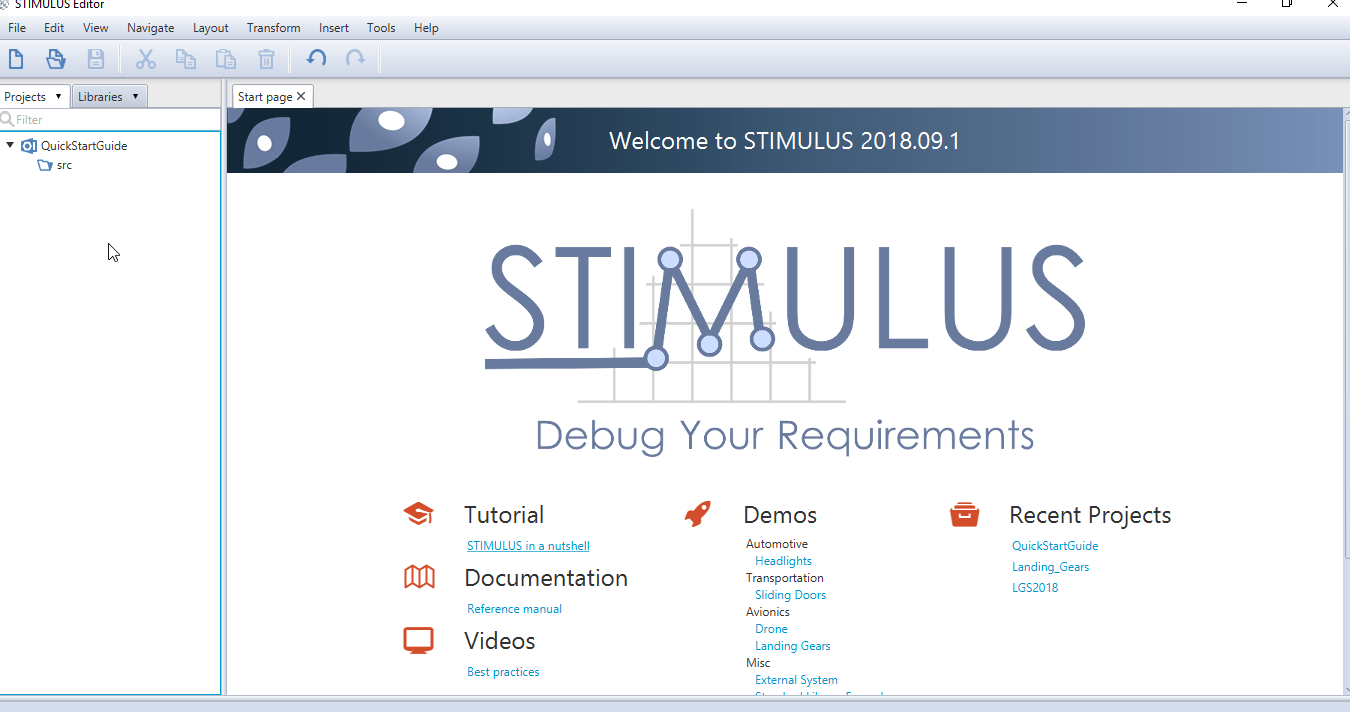 STIMULUS Editor
File Edit View Navigate Layout Transform Insert Tools Help
Projects Libraries
Start page
Filter
QuickStartGuide
src
Welcome to STIMULUS 2018.09.1
STIMULUS
Debug Your Requirements
Tutorial
STIMULUS in a nutshell
Documentation
Reference manual
Videos
Best practices
Demos
Automotive
Headlights
Transportation
Sliding Doors
Avionics
Drone
Landing Gears
Misc
External System
Recent Projects
QuickStartGuide
Landing_Gears
LGS2018